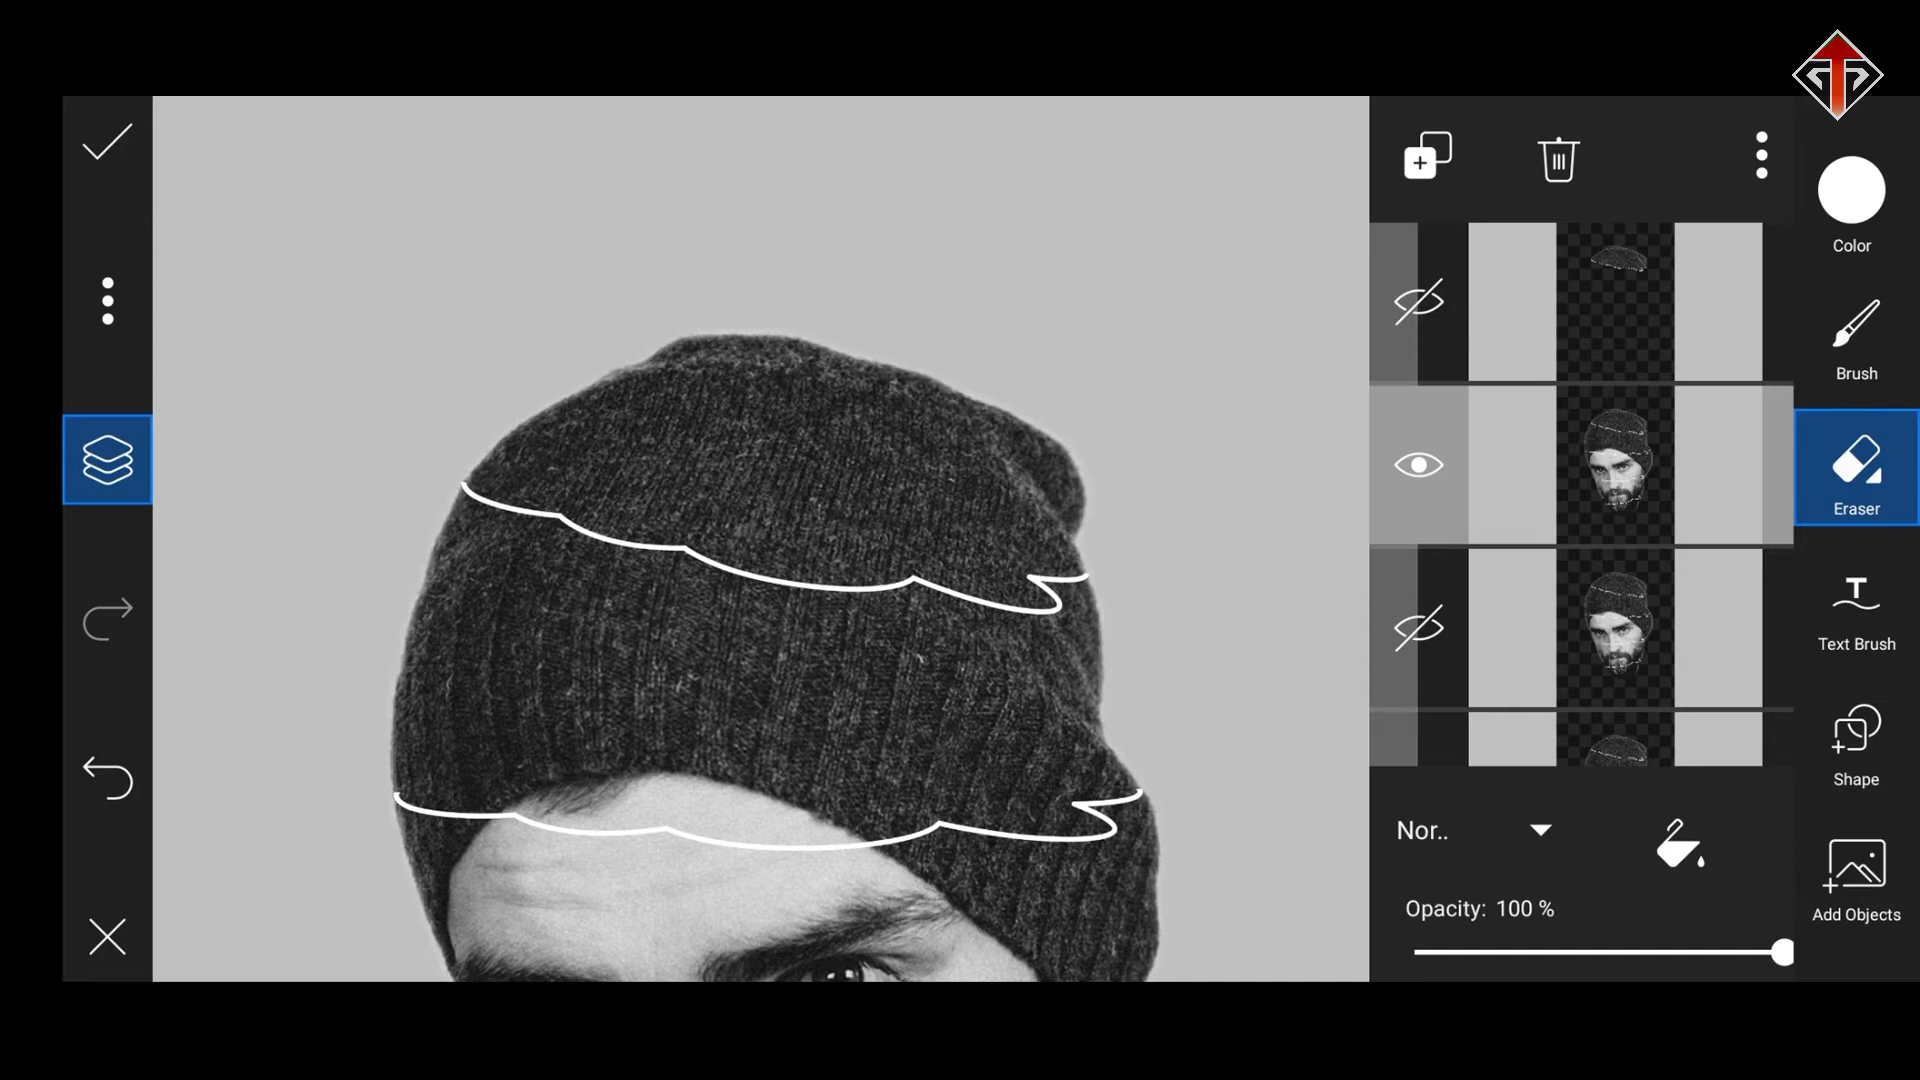 Color
Brush
Eraser
Text Brush
Shape
Add Objects
Nor..
Opacity: 100 %